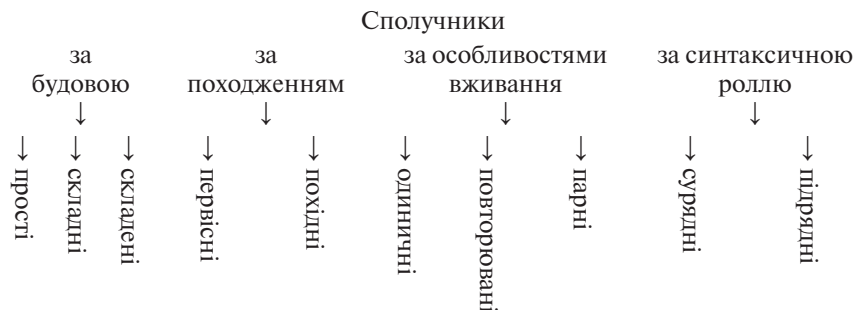 Сполучники
за будовою
за походженням
за особливостями вживання
за синтаксичною роллю
прості
складні
складені
первісні
похідні
одиничні
повторювані
парні
сурядні
підрядні